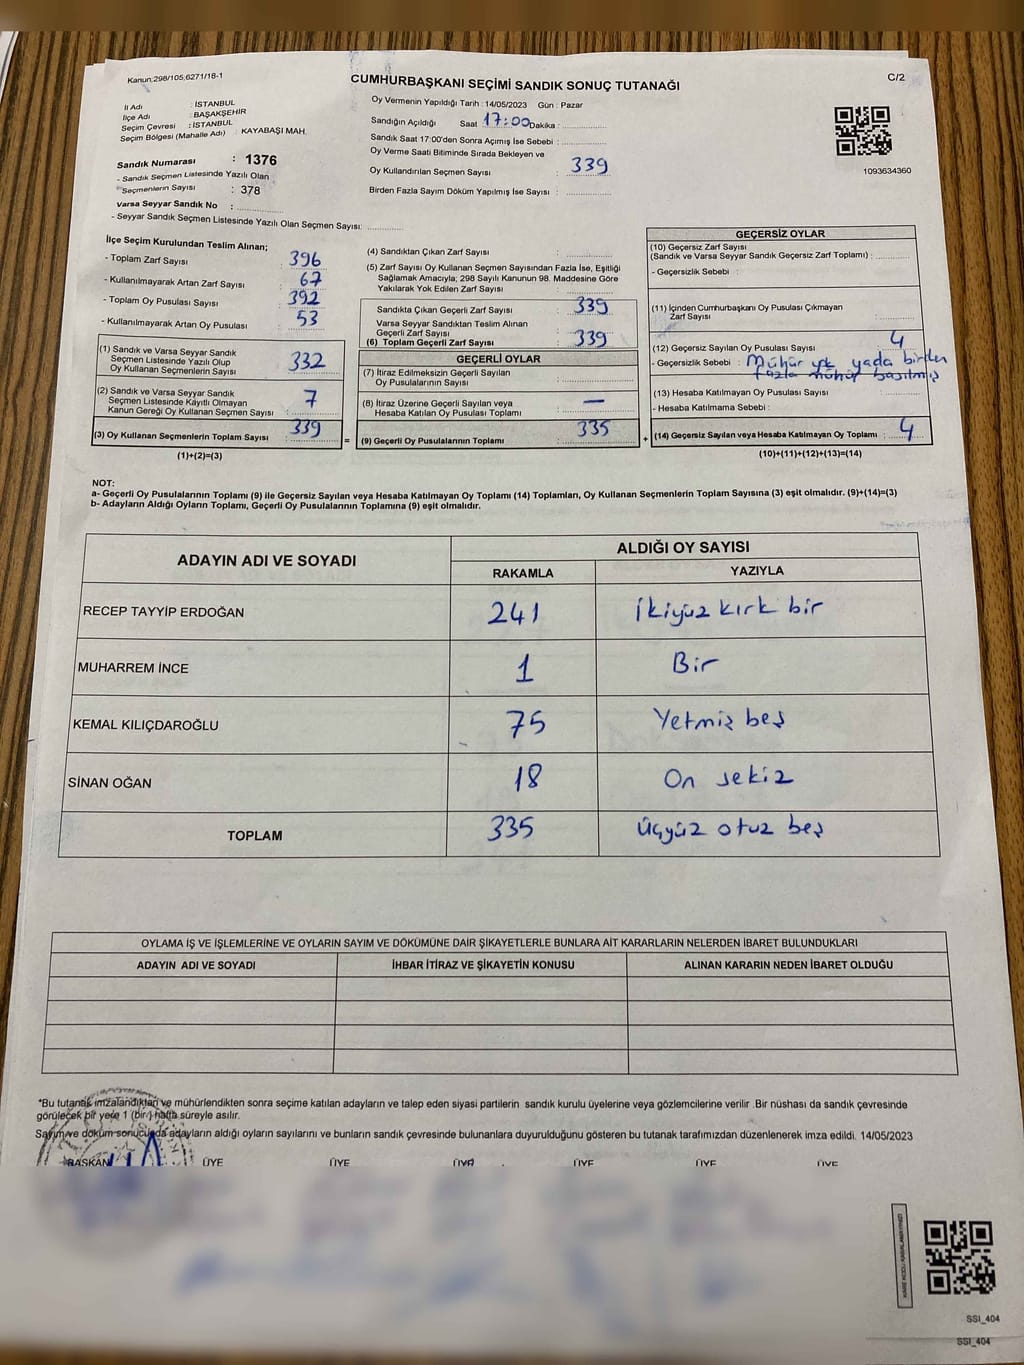 Kanun:298/105,6271/18-1
CUMHURBAŞKANI SEÇİMİ SANDIK SONUÇ TUTANAĞI
C/2
İl Adı : İSTANBUL
İlçe Adı : BAŞAKŞEHİR
Seçim Çevresi : İSTANBUL
Seçim Bölgesi (Mahalle Adı) : KAYABAŞI MAH.
Sandık Numarası : 1376
- Sandık Seçmen Listesinde Yazılı Olan
Seçmenlerin Sayısı : 378
Varsa Seyyar Sandık No :
- Seyyar Sandık Seçmen Listesinde Yazılı Olan Seçmen Sayısı:
Oy Vermenin Yapıldığı Tarih : 14/05/2023 Gün : Pazar
Sandığın Açıldığı Saat 17:00 Dakika :
Sandık Saat 17:00'den Sonra Açılmış İse Sebebi :
Oy Verme Saati Bitiminde Sırada Bekleyen ve
Oy Kullandırılan Seçmen Sayısı : 339
Birden Fazla Sayım Döküm Yapılmış İse Sayısı :
1093634360
İlçe Seçim Kurulundan Teslim Alınan;
- Toplam Zarf Sayısı : 396
- Kullanılmayarak Artan Zarf Sayısı : 67
- Toplam Oy Pusulası Sayısı : 392
- Kullanılmayarak Artan Oy Pusulası : 53
(1) Sandık ve Varsa Seyyar Sandık
Seçmen Listesinde Yazılı Olup
Oy Kullanan Seçmenlerin Sayısı : 332
(2) Sandık ve Varsa Seyyar Sandık
Seçmen Listesinde Kayıtlı Olmayan
Kanun Gereği Oy Kullanan Seçmen Sayısı : 7
(3) Oy Kullanan Seçmenlerin Toplam Sayısı : 339
(1)+(2)=(3)
=
(4) Sandıktan Çıkan Zarf Sayısı :
(5) Zarf Sayısı Oy Kullanan Seçmen Sayısından Fazla İse, Eşitliği
Sağlamak Amacıyla; 298 Sayılı Kanunun 98. Maddesine Göre
Yakılarak Yok Edilen Zarf Sayısı :
Sandıkta Çıkan Geçerli Zarf Sayısı : 339
Varsa Seyyar Sandıktan Teslim Alınan
Geçerli Zarf Sayısı :
(6) Toplam Geçerli Zarf Sayısı : 339
GEÇERLİ OYLAR
(7) İtiraz Edilmeksizin Geçerli Sayılan
Oy Pusulalarının Sayısı :
(8) İtiraz Üzerine Geçerli Sayılan veya
Hesaba Katılan Oy Pusulası Toplamı : —
(9) Geçerli Oy Pusulalarının Toplamı : 335
+
GEÇERSİZ OYLAR
(10) Geçersiz Zarf Sayısı
(Sandık ve Varsa Seyyar Sandık Geçersiz Zarf Toplamı) :
- Geçersizlik Sebebi :
(11) İçinden Cumhurbaşkanı Oy Pusulası Çıkmayan
Zarf Sayısı :
(12) Geçersiz Sayılan Oy Pusulası Sayısı : 4
- Geçersizlik Sebebi : Mühür yok yada birden
fazla mühür basılmış
(13) Hesaba Katılmayan Oy Pusulası Sayısı :
- Hesaba Katılmama Sebebi :
(14) Geçersiz Sayılan veya Hesaba Katılmayan Oy Toplamı : 4
(10)+(11)+(12)+(13)=(14)
NOT:
a- Geçerli Oy Pusulalarının Toplamı (9) ile Geçersiz Sayılan veya Hesaba Katılmayan Oy Toplamı (14) Toplamları, Oy Kullanan Seçmenlerin Toplam Sayısına (3) eşit olmalıdır. (9)+(14)=(3)
b- Adayların Aldığı Oyların Toplamı, Geçerli Oy Pusulalarının Toplamına (9) eşit olmalıdır.
ADAYIN ADI VE SOYADI
ALDIĞI OY SAYISI
RAKAMLA YAZIYLA
RECEP TAYYİP ERDOĞAN 241 İkiyüz kırk bir
MUHARREM İNCE 1 Bir
KEMAL KILIÇDAROĞLU 75 Yetmiş beş
SİNAN OĞAN 18 On sekiz
TOPLAM 335 Üçyüz otuz beş
OYLAMA İŞ VE İŞLEMLERİNE VE OYLARIN SAYIM VE DÖKÜMÜNE DAİR ŞİKAYETLERLE BUNLARA AİT KARARLARIN NELERDEN İBARET BULUNDUKLARI
ADAYIN ADI VE SOYADI İHBAR İTİRAZ VE ŞİKAYETİN KONUSU ALINAN KARARIN NEDEN İBARET OLDUĞU
*Bu tutanak imzalandıktan ve mühürlendikten sonra seçime katılan adayların ve talep eden siyasi partilerin sandık kurulu üyelerine veya gözlemcilerine verilir .Bir nüshası da sandık çevresinde
görülecek bir yere 1 (bir) hafta süreyle asılır.
Sayım ve döküm sonucunda adayların aldığı oyların sayılarını ve bunların sandık çevresinde bulunanlara duyurulduğunu gösteren bu tutanak tarafımızdan düzenlenerek imza edildi. 14/05/2023
BAŞKAN ÜYE ÜYE ÜYE ÜYE ÜYE ÜYE
SSI_404
SSI_404